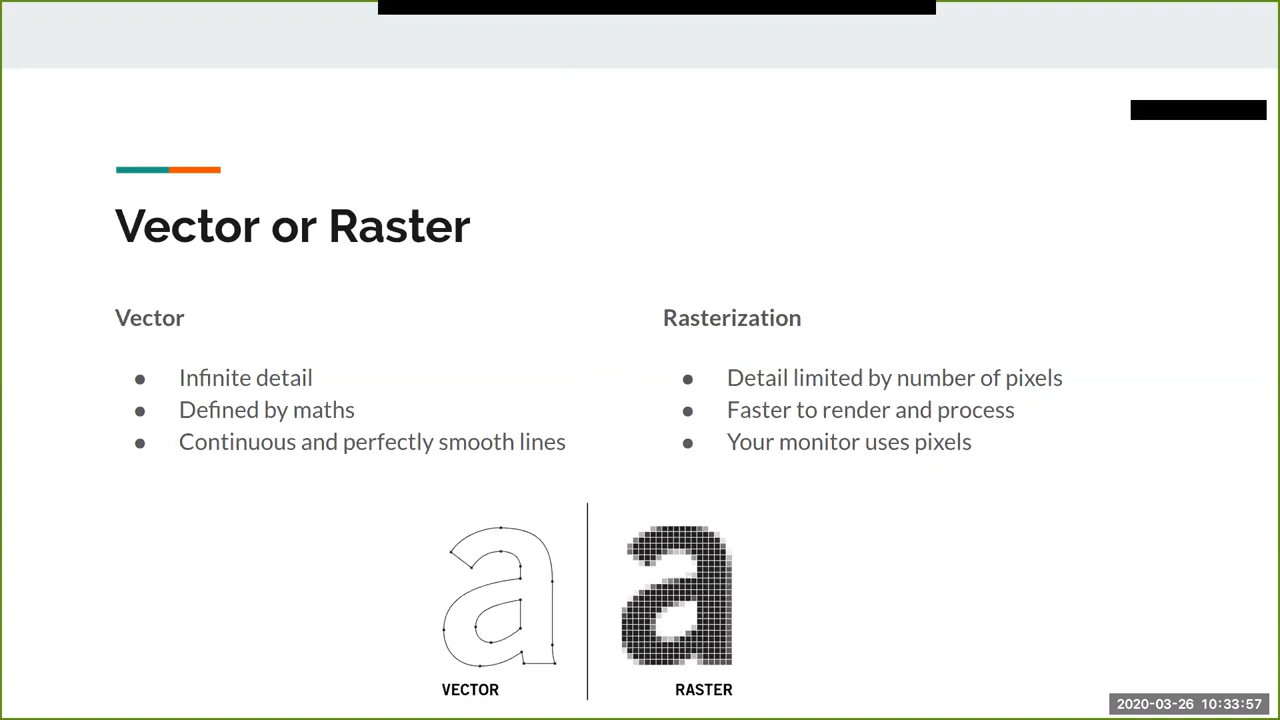 Vector or Raster
Vector
● Infinite detail
● Defined by maths
● Continuous and perfectly smooth lines
Rasterization
● Detail limited by number of pixels
● Faster to render and process
● Your monitor uses pixels
a
a
VECTOR
RASTER
2020-03-26 10:33:57